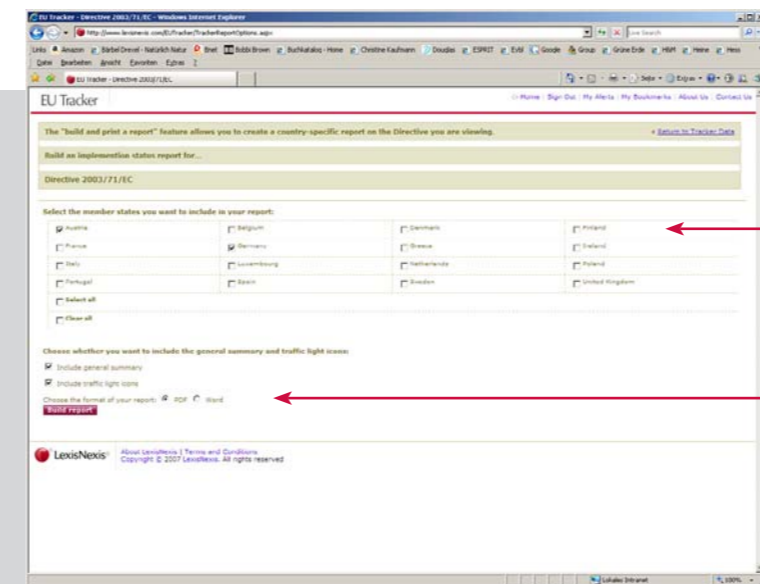 EU Tracker - Directive 2003/71/EC - Windows Internet Explorer
http://www.lexisnexis.com/EUTracker/TrackerReportOptions.aspx
Live Search
Links Amazon Bärbel Drexel - Natürlich Natur Bnet Bobbi Brown Buchkatalog - Home Christine Kaufmann Douglas ESPRIT Google Group Grüne Erde H&M Heine Hess
Datei Bearbeiten Ansicht Favoriten Extras ?
EU Tracker - Directive 2003/71/EC
Seite Extras
EU Tracker
Home | Sign Out | My Alerts | My Bookmarks | About Us | Contact Us
The "build and print a report" feature allows you to create a country-specific report on the Directive you are viewing.
Return to Tracker Data
Build an implementation status report for...
Directive 2003/71/EC
Select the member states you want to include in your report:
Austria Belgium Denmark Finland
France Germany Greece Ireland
Italy Luxembourg Netherlands Poland
Portugal Spain Sweden United Kingdom
Select all
Clear all
Choose whether you want to include the general summary and traffic light icons:
Include general summary
Include traffic light icons
Choose the format of your report: PDF Word
Build report
LexisNexis
About LexisNexis | Terms and Conditions
Copyright © 2007 LexisNexis. All rights reserved
Lokales Intranet 100%